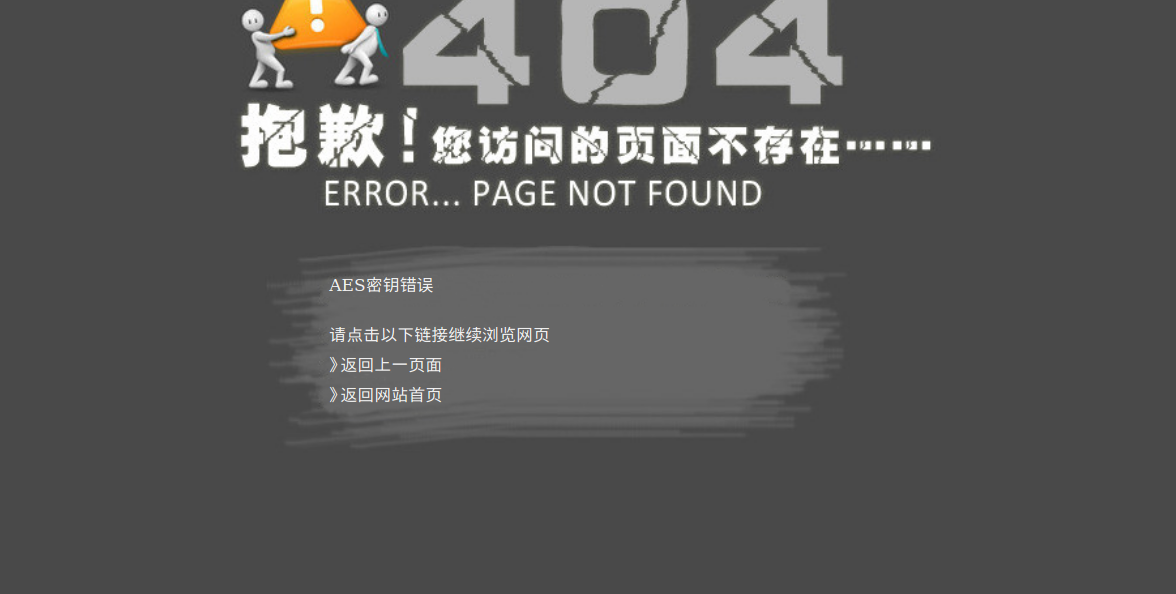 404
抱歉！您访问的页面不存在……
ERROR... PAGE NOT FOUND
AES密钥错误
请点击以下链接继续浏览网页
》返回上一页面
》返回网站首页